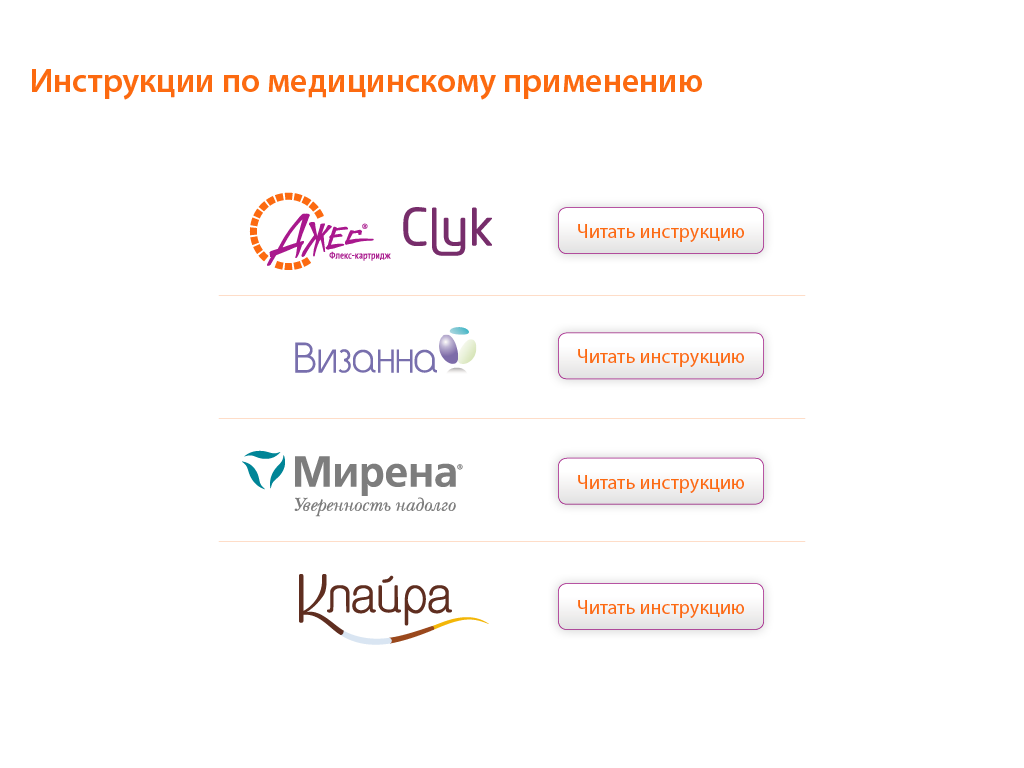 Инструкции по медицинскому применению
Джес®
Флекс-картридж
Clyk
Читать инструкцию
Визанна
Читать инструкцию
Мирена®
Уверенность надолго
Читать инструкцию
Клайра
Читать инструкцию